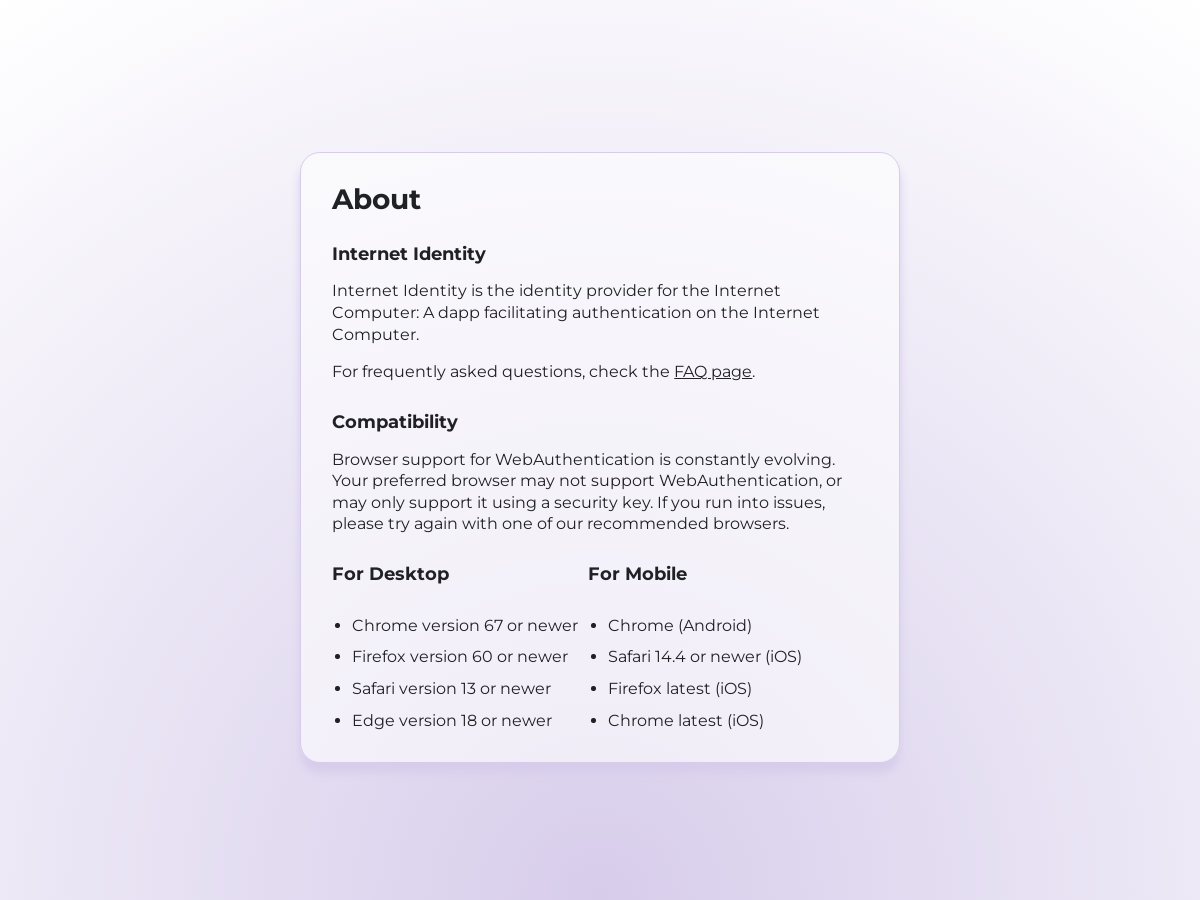 About
Internet Identity
Internet Identity is the identity provider for the Internet
Computer: A dapp facilitating authentication on the Internet
Computer.
For frequently asked questions, check the FAQ page.
Compatibility
Browser support for WebAuthentication is constantly evolving.
Your preferred browser may not support WebAuthentication, or
may only support it using a security key. If you run into issues,
please try again with one of our recommended browsers.
For Desktop
• Chrome version 67 or newer
• Firefox version 60 or newer
• Safari version 13 or newer
• Edge version 18 or newer
For Mobile
• Chrome (Android)
• Safari 14.4 or newer (iOS)
• Firefox latest (iOS)
• Chrome latest (iOS)